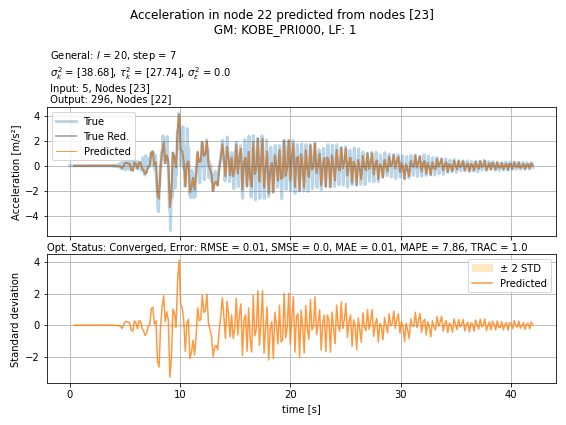 Acceleration in node 22 predicted from nodes [23]
GM: KOBE_PRI000, LF: 1
General: l = 20, step = 7
σ²ₖ = [38.68], τ²ₖ = [27.74], σ²ε = 0.0
Input: 5, Nodes [23]
Output: 296, Nodes [22]
Acceleration [m/s²]
4
2
0
−2
−4
True
True Red.
Predicted
Opt. Status: Converged, Error: RMSE = 0.01, SMSE = 0.0, MAE = 0.01, MAPE = 7.86, TRAC = 1.0
Standard deviation
4
2
0
−2
± 2 STD
Predicted
0
10
20
30
40
time [s]